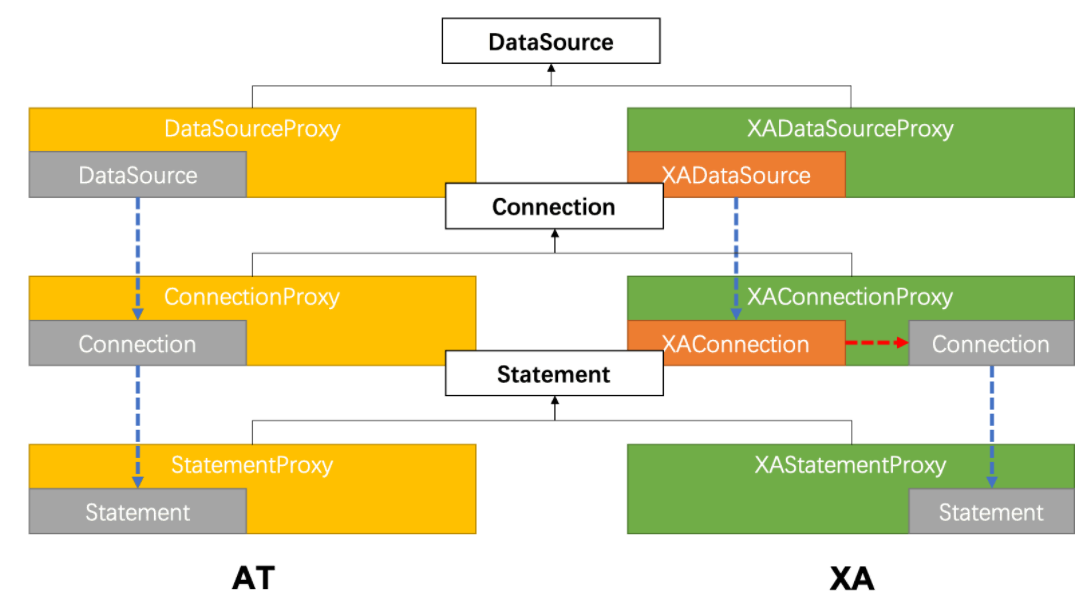 DataSource
DataSourceProxy
XADataSourceProxy
DataSource
XADataSource
Connection
ConnectionProxy
XAConnectionProxy
Connection
XAConnection
Connection
Statement
StatementProxy
XAStatementProxy
Statement
Statement
AT
XA